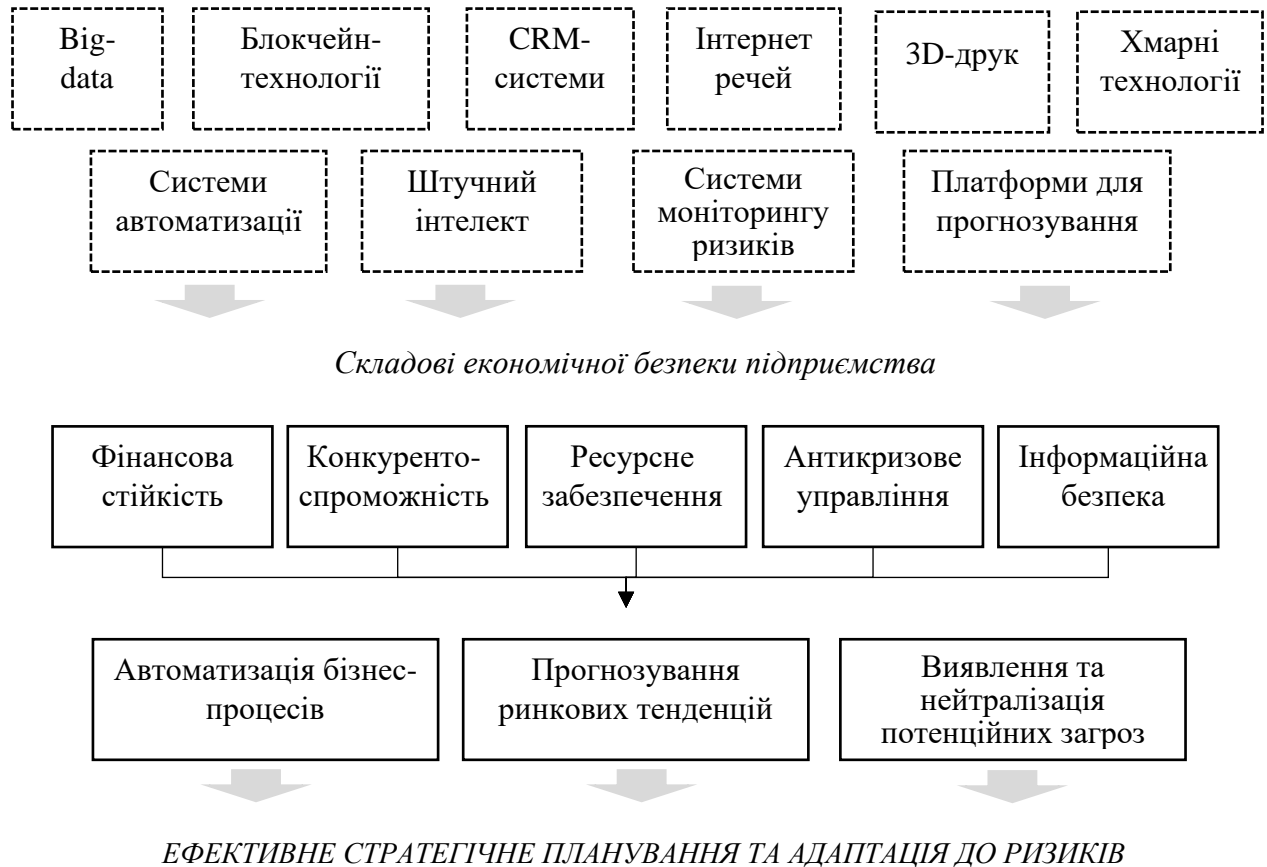 Big-
data
Блокчейн-
технології
CRM-
системи
Інтернет
речей
3D-друк
Хмарні
технології
Системи
автоматизації
Штучний
інтелект
Системи
моніторингу
ризиків
Платформи для
прогнозування
Складові економічної безпеки підприємства
Фінансова
стійкість
Конкуренто-
спроможність
Ресурсне
забезпечення
Антикризове
управління
Інформаційна
безпека
Автоматизація бізнес-
процесів
Прогнозування
ринкових тенденцій
Виявлення та
нейтралізація
потенційних загроз
ЕФЕКТИВНЕ СТРАТЕГІЧНЕ ПЛАНУВАННЯ ТА АДАПТАЦІЯ ДО РИЗИКІВ